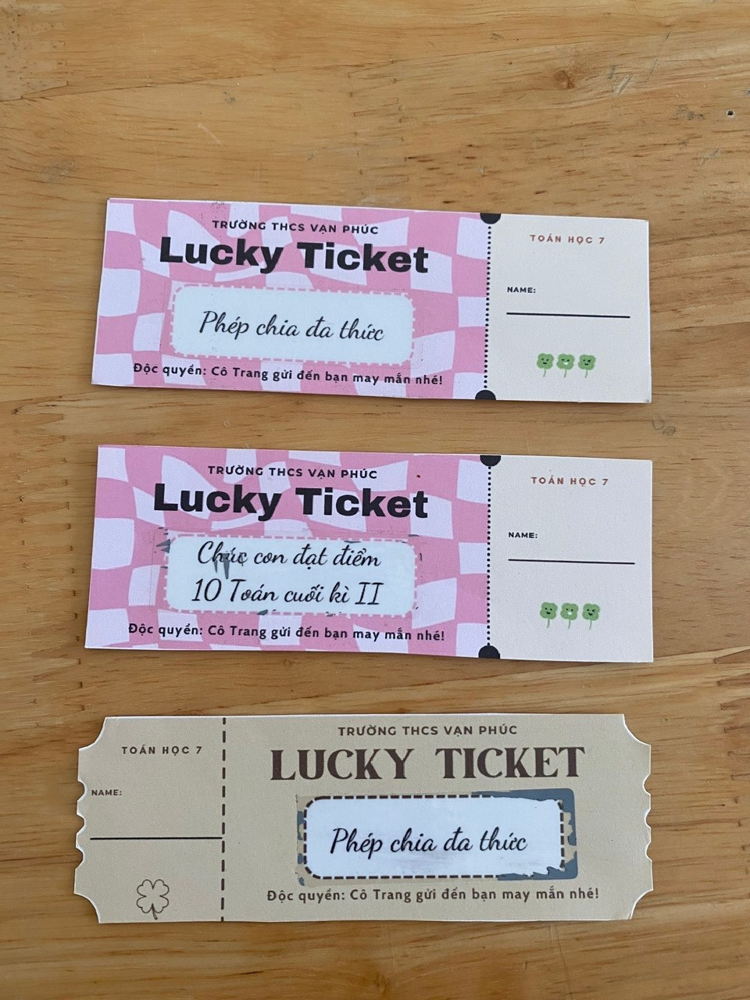 TRƯỜNG THCS VẠN PHÚC
Lucky Ticket
Phép chia đa thức
Độc quyền: Cô Trang gửi đến bạn may mắn nhé!
TOÁN HỌC 7
NAME:
TRƯỜNG THCS VẠN PHÚC
Lucky Ticket
Chúc con đạt điểm
10 Toán cuối kì II
Độc quyền: Cô Trang gửi đến bạn may mắn nhé!
TOÁN HỌC 7
NAME:
TOÁN HỌC 7
NAME:
TRƯỜNG THCS VẠN PHÚC
LUCKY TICKET
Phép chia đa thức
Độc quyền: Cô Trang gửi đến bạn may mắn nhé!